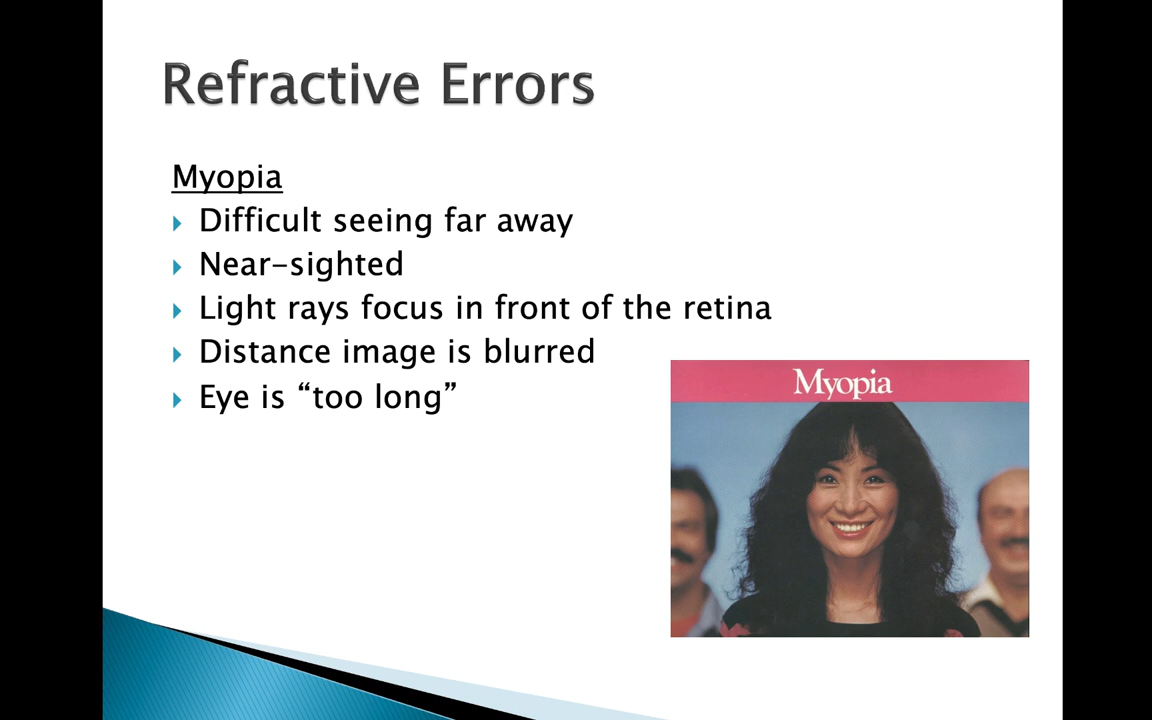 Refractive Errors
Myopia
Difficult seeing far away
Near-sighted
Light rays focus in front of the retina
Distance image is blurred
Eye is “too long”
Myopia